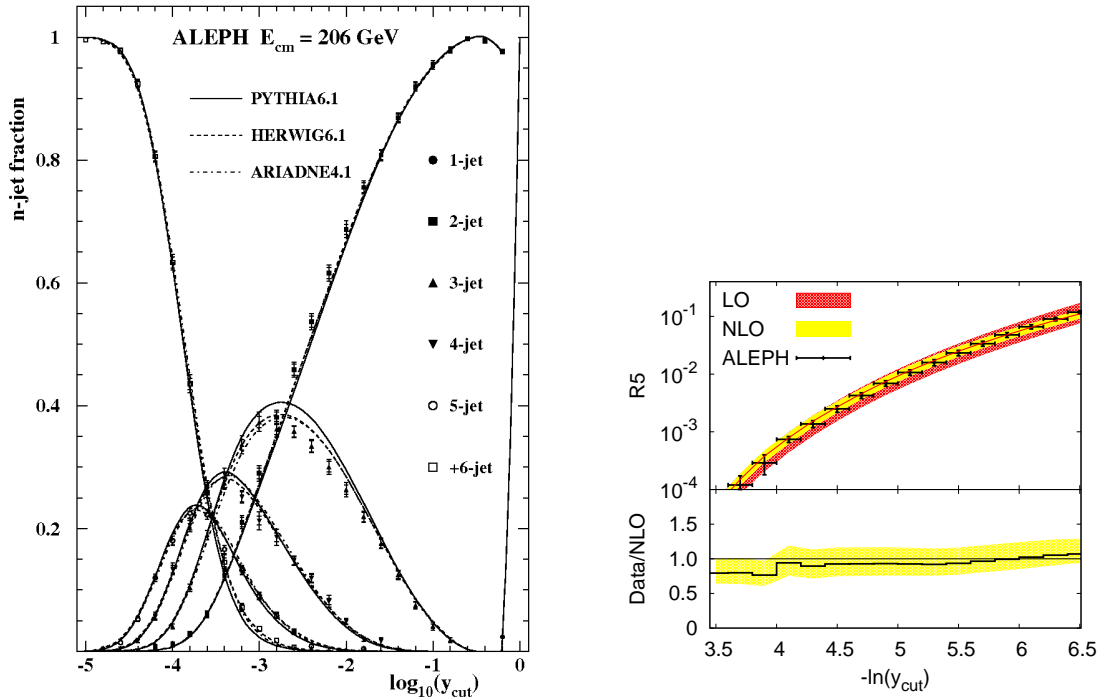 ALEPH E_cm = 206 GeV
PYTHIA6.1
HERWIG6.1
ARIADNE4.1
1-jet
2-jet
3-jet
4-jet
5-jet
+6-jet
n-jet fraction
1
0.8
0.6
0.4
0.2
-5 -4 -3 -2 -1 0
log₁₀(y_cut)
LO
NLO
ALEPH
R5
10⁻¹
10⁻²
10⁻³
10⁻⁴
Data/NLO
1.5
1.0
0.5
0
3.5 4 4.5 5 5.5 6 6.5
-ln(y_cut)